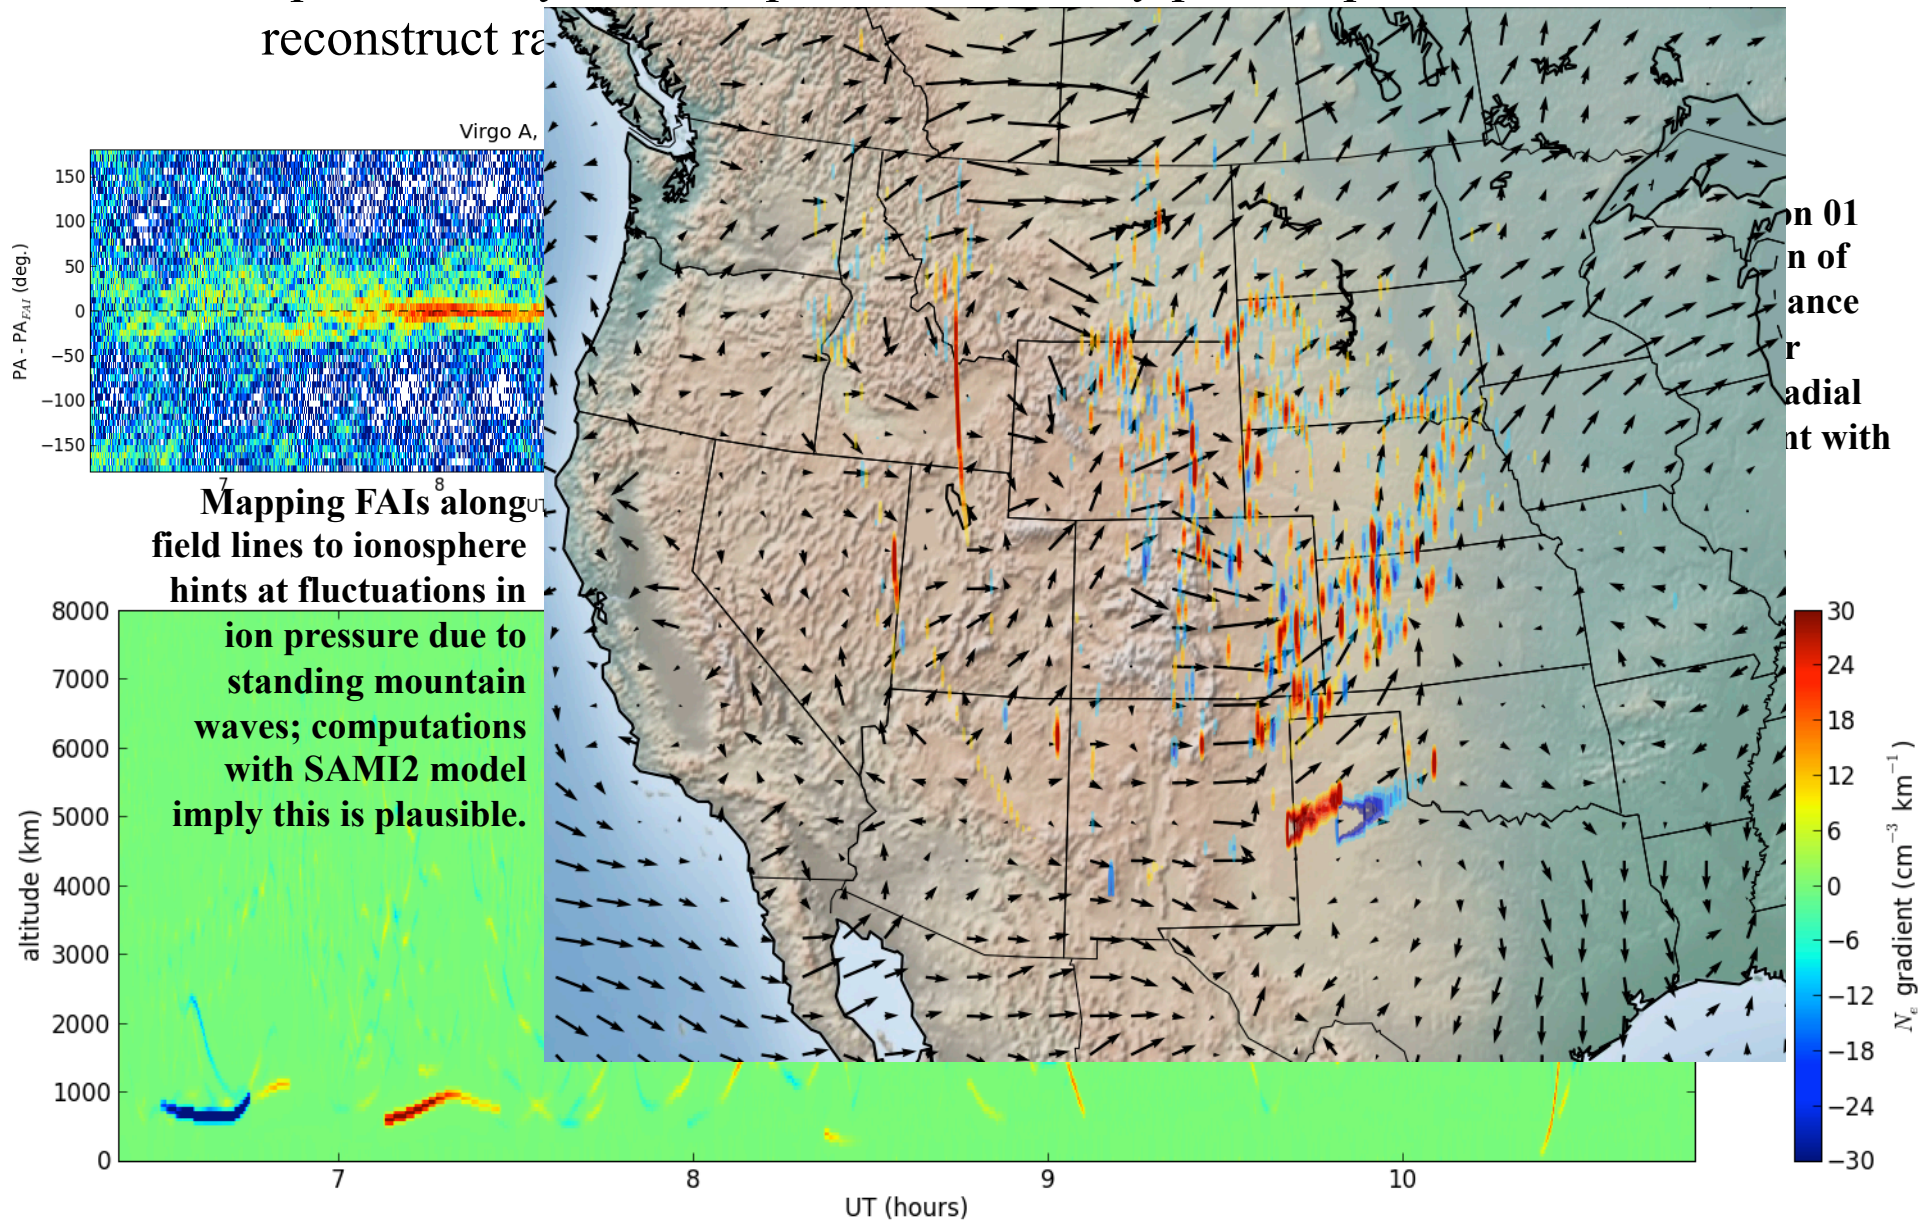 reconstruct
Virgo A,
150
100
50
0
−50
−100
−150
PA - PA_FAI (deg.)
7
8
UT
on 01
n of
ance
r
adial
nt with
Mapping FAIs along
field lines to ionosphere
hints at fluctuations in
ion pressure due to
standing mountain
waves; computations
with SAMI2 model
imply this is plausible.
8000
7000
6000
5000
4000
3000
2000
1000
0
altitude (km)
7
8
9
10
UT (hours)
30
24
18
12
6
0
−6
−12
−18
−24
−30
N_e gradient (cm⁻³ km⁻¹)